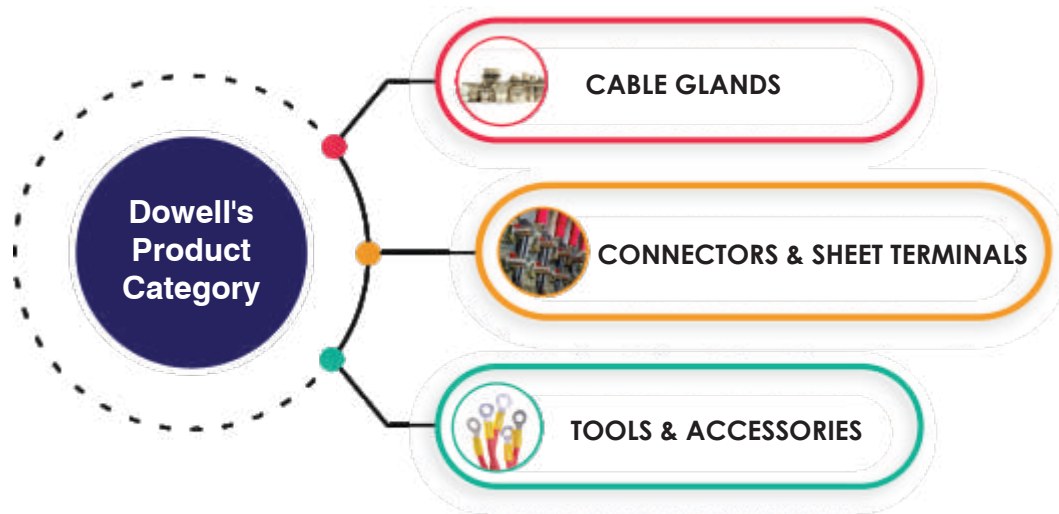 Dowell's
Product
Category
CABLE GLANDS
CONNECTORS & SHEET TERMINALS
TOOLS & ACCESSORIES